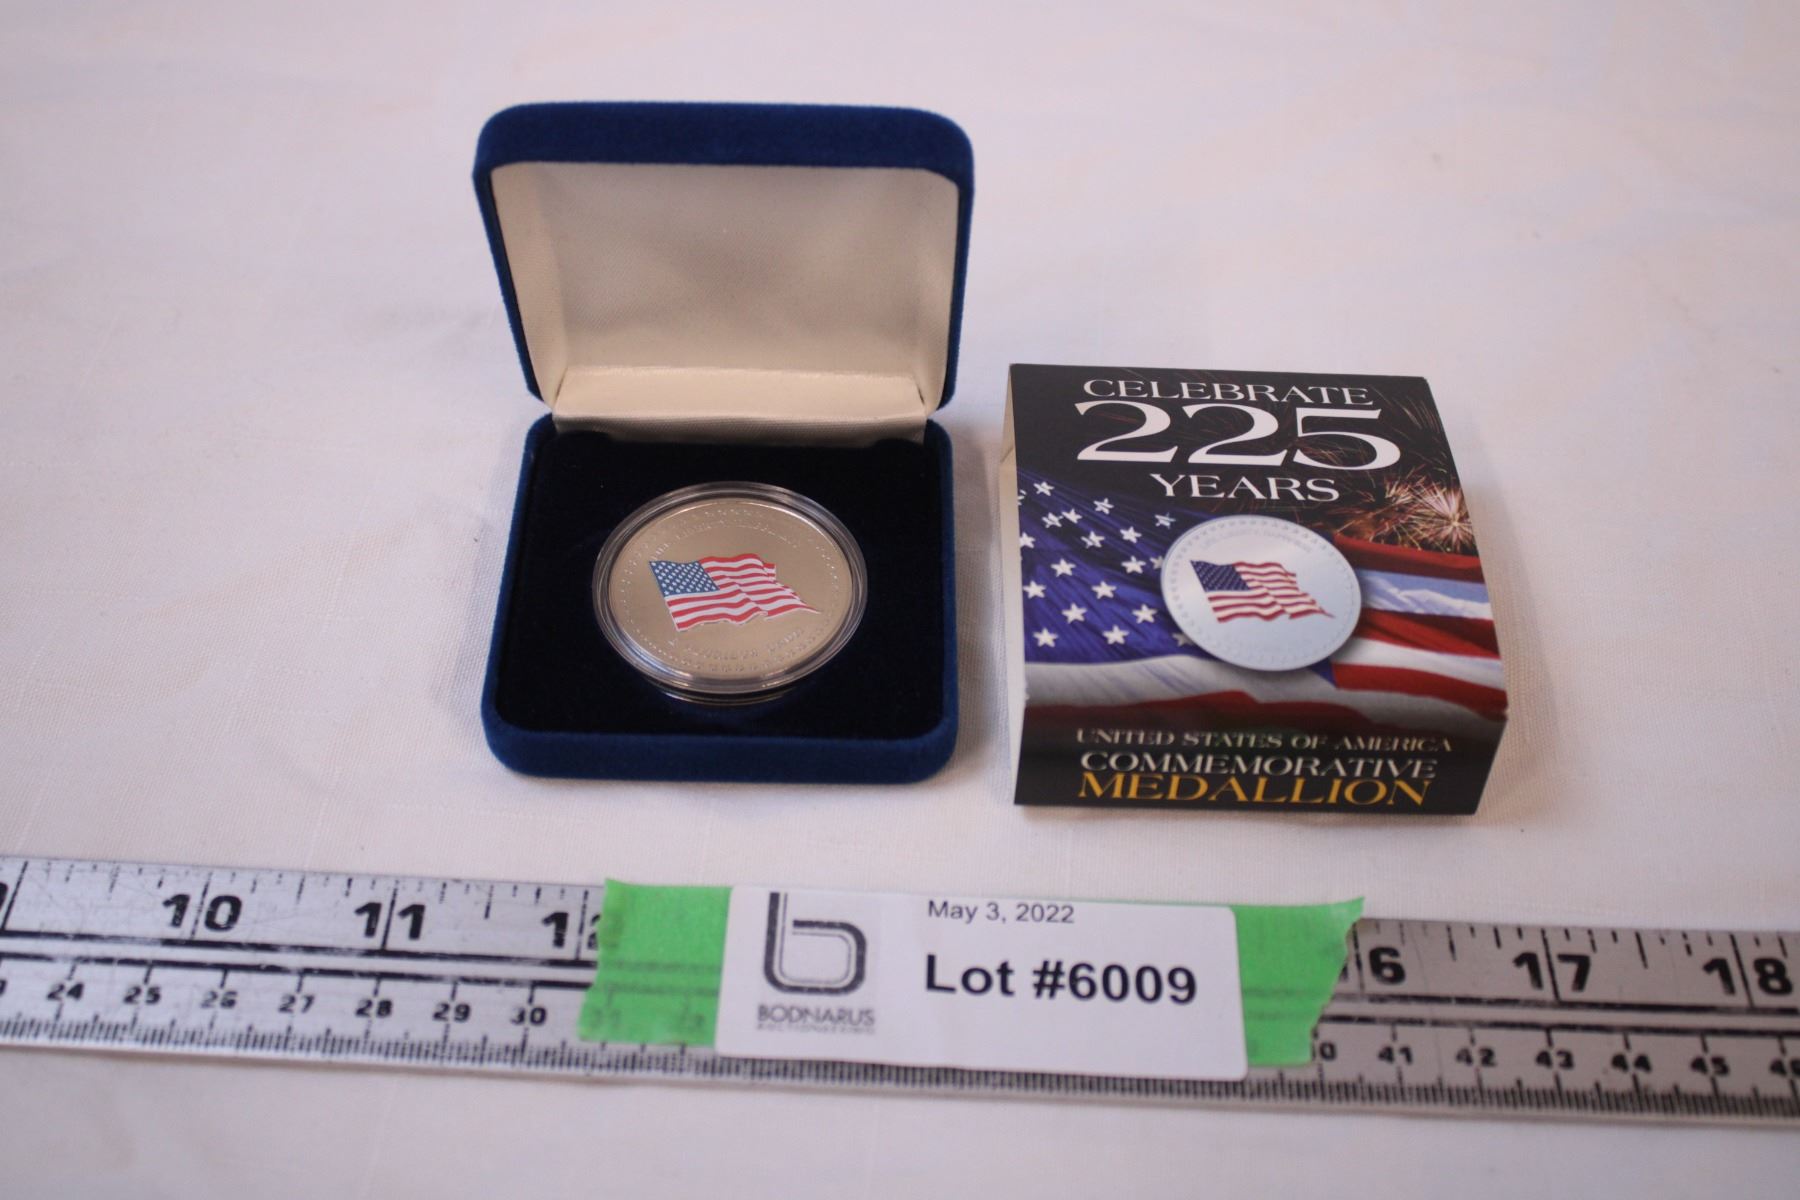 CELEBRATE
225
YEARS
UNITED STATES OF AMERICA
COMMEMORATIVE
MEDALLION
10 11 12
16 17 18
24 25 26 27 28 29 30
41 42 43 44 45
May 3, 2022
Lot #6009
BODNARUS